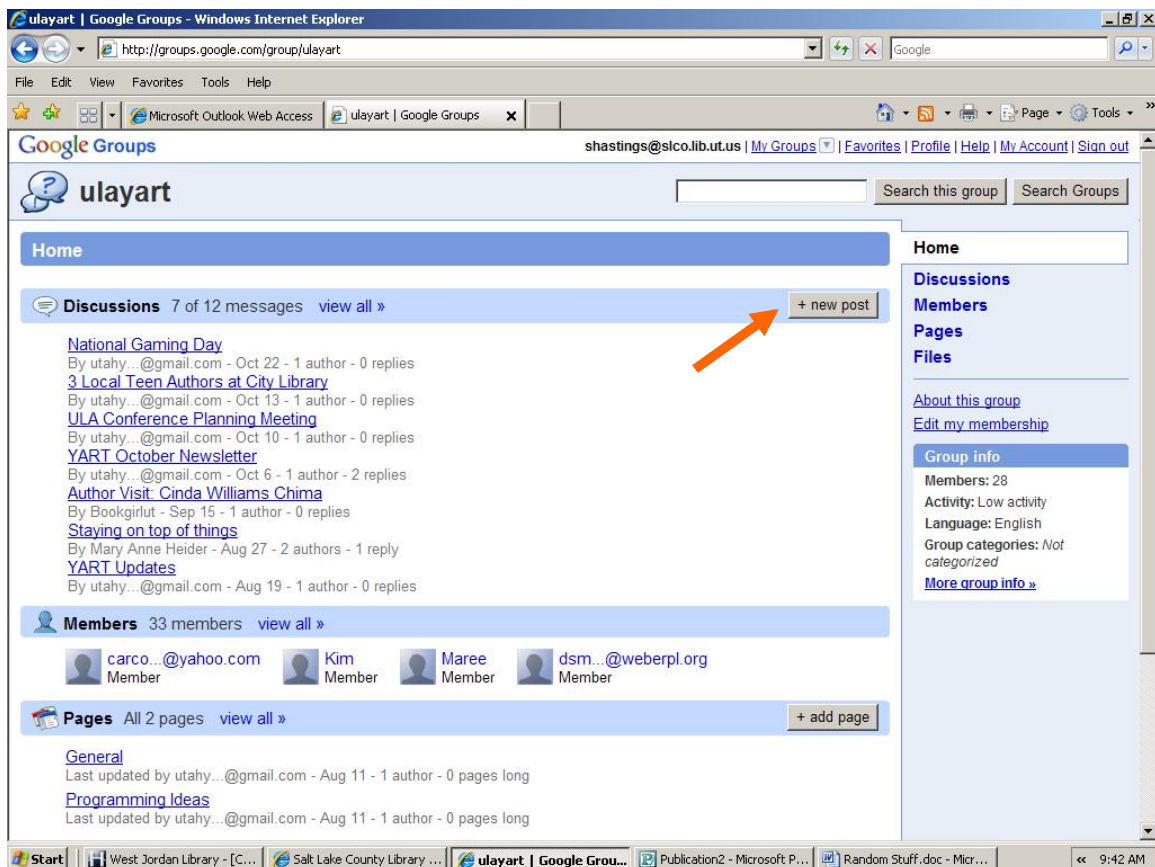 ulayart | Google Groups - Windows Internet Explorer
http://groups.google.com/group/ulayart
Google
File Edit View Favorites Tools Help
Microsoft Outlook Web Access
ulayart | Google Groups
Page
Tools
Google Groups
shastings@slco.lib.ut.us | My Groups | Favorites | Profile | Help | My Account | Sign out
ulayart
Search this group
Search Groups
Home
Discussions 7 of 12 messages view all »
+ new post
National Gaming Day
By utahy...@gmail.com - Oct 22 - 1 author - 0 replies
3 Local Teen Authors at City Library
By utahy...@gmail.com - Oct 13 - 1 author - 0 replies
ULA Conference Planning Meeting
By utahy...@gmail.com - Oct 10 - 1 author - 0 replies
YART October Newsletter
By utahy...@gmail.com - Oct 6 - 1 author - 2 replies
Author Visit: Cinda Williams Chima
By Bookgirlut - Sep 15 - 1 author - 0 replies
Staying on top of things
By Mary Anne Heider - Aug 27 - 2 authors - 1 reply
YART Updates
By utahy...@gmail.com - Aug 19 - 1 author - 0 replies
Members 33 members view all »
carco...@yahoo.com
Member
Kim
Member
Maree
Member
dsm...@weberpl.org
Member
Pages All 2 pages view all »
+ add page
General
Last updated by utahy...@gmail.com - Aug 11 - 1 author - 0 pages long
Programming Ideas
Last updated by utahy...@gmail.com - Aug 11 - 1 author - 0 pages long
Home
Discussions
Members
Pages
Files
About this group
Edit my membership
Group info
Members: 28
Activity: Low activity
Language: English
Group categories: Not
categorized
More group info »
Start
West Jordan Library - [C...
Salt Lake County Library ...
ulayart | Google Grou...
Publication2 - Microsoft P...
Random Stuff.doc - Micr...
« 9:42 AM